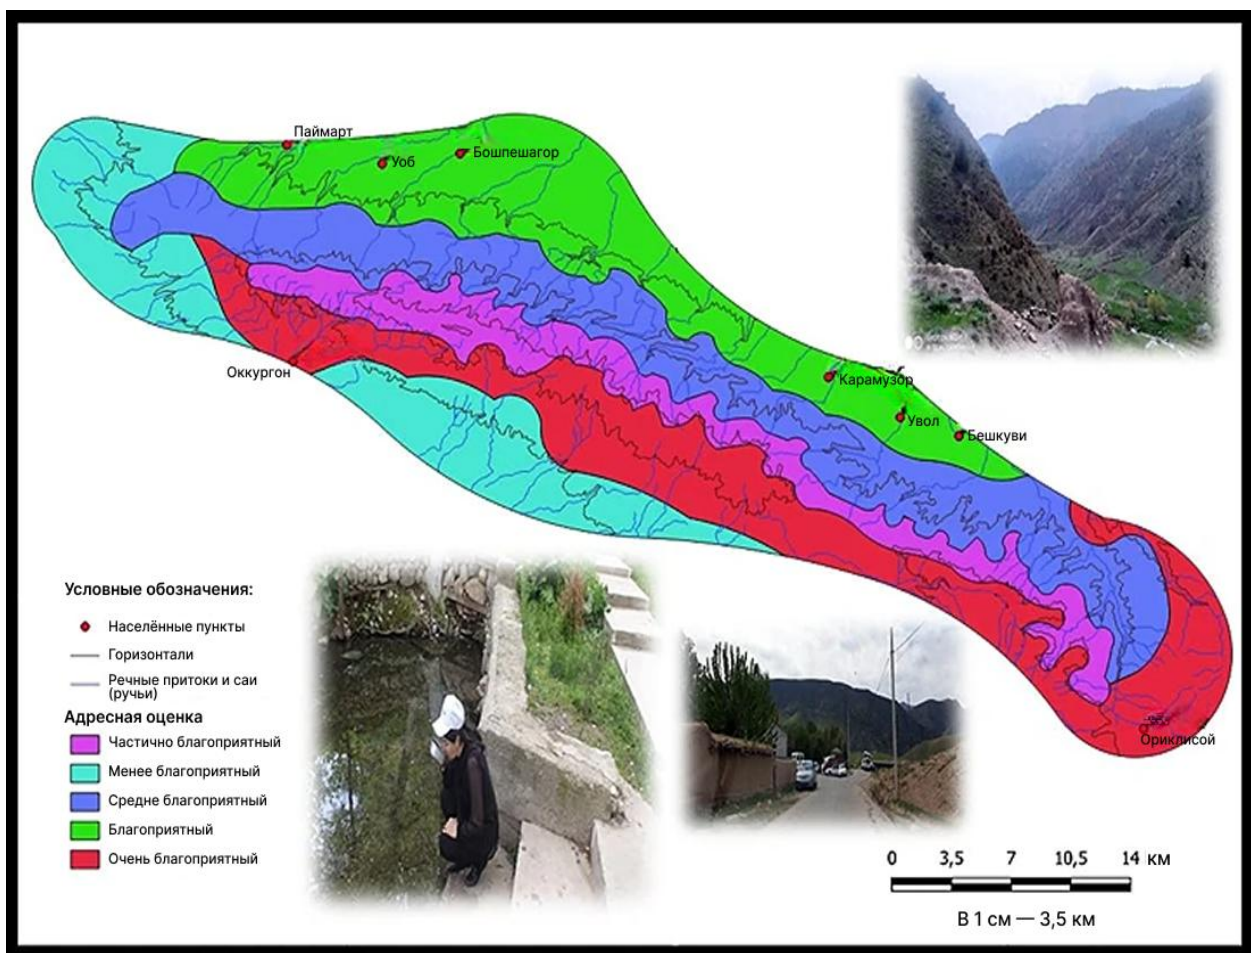 Паймарт
Уоб
Бошпешагор
Оккургон
Карамузор
Увол
Бешкуви
Ориклисой
Условные обозначения:
Населённые пункты
Горизонтали
Речные притоки и саи
(ручьи)
Адресная оценка
Частично благоприятный
Менее благоприятный
Средне благоприятный
Благоприятный
Очень благоприятный
0 3,5 7 10,5 14 км
В 1 см — 3,5 км